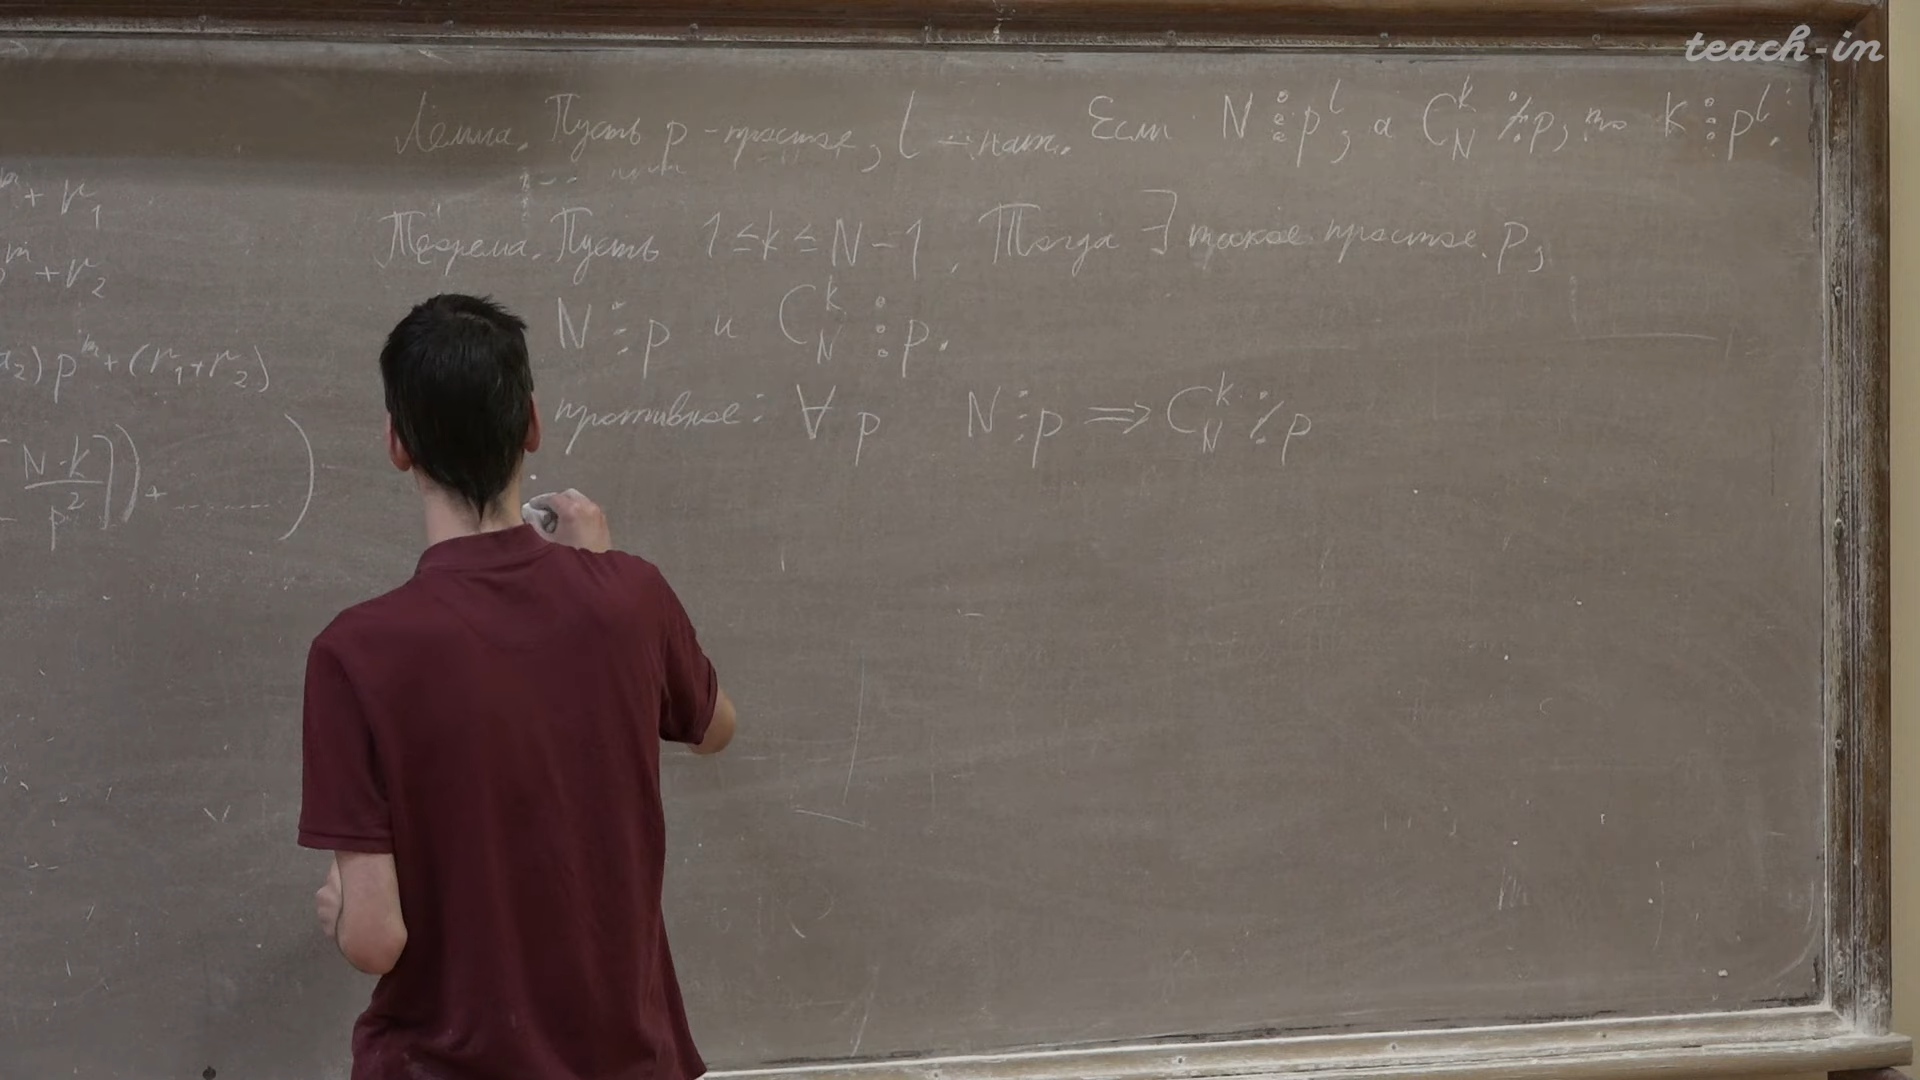 teach-in
Лемма. Пусть p - простое, l - нат. Если N ⋮ p^l, а C_N^k ⋮̸ p, то k ⋮ p^l.
Теорема. Пусть 1 ≤ k ≤ N - 1. Тогда ∃ такое простое p,
N ⋮ p и C_N^k ⋮ p.
противное: ∀ p N ⋮ p ⇒ C_N^k ⋮̸ p
+ r_1
p^m + r_2
a_2) p^m + (r_1 + r_2)
[N-k / p^2]) + ...... )